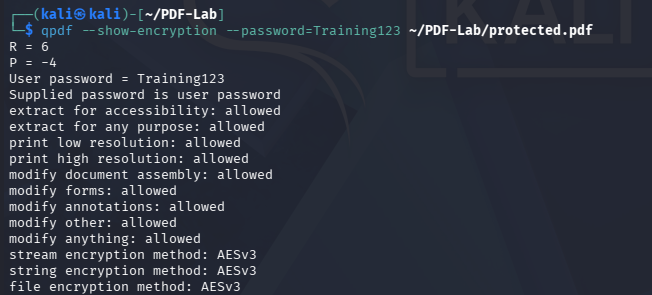 ┌──(kali㉿kali)-[~/PDF-Lab]
└─$ qpdf --show-encryption --password=Training123 ~/PDF-Lab/protected.pdf
R = 6
P = -4
User password = Training123
Supplied password is user password
extract for accessibility: allowed
extract for any purpose: allowed
print low resolution: allowed
print high resolution: allowed
modify document assembly: allowed
modify forms: allowed
modify annotations: allowed
modify other: allowed
modify anything: allowed
stream encryption method: AESv3
string encryption method: AESv3
file encryption method: AESv3
KALI